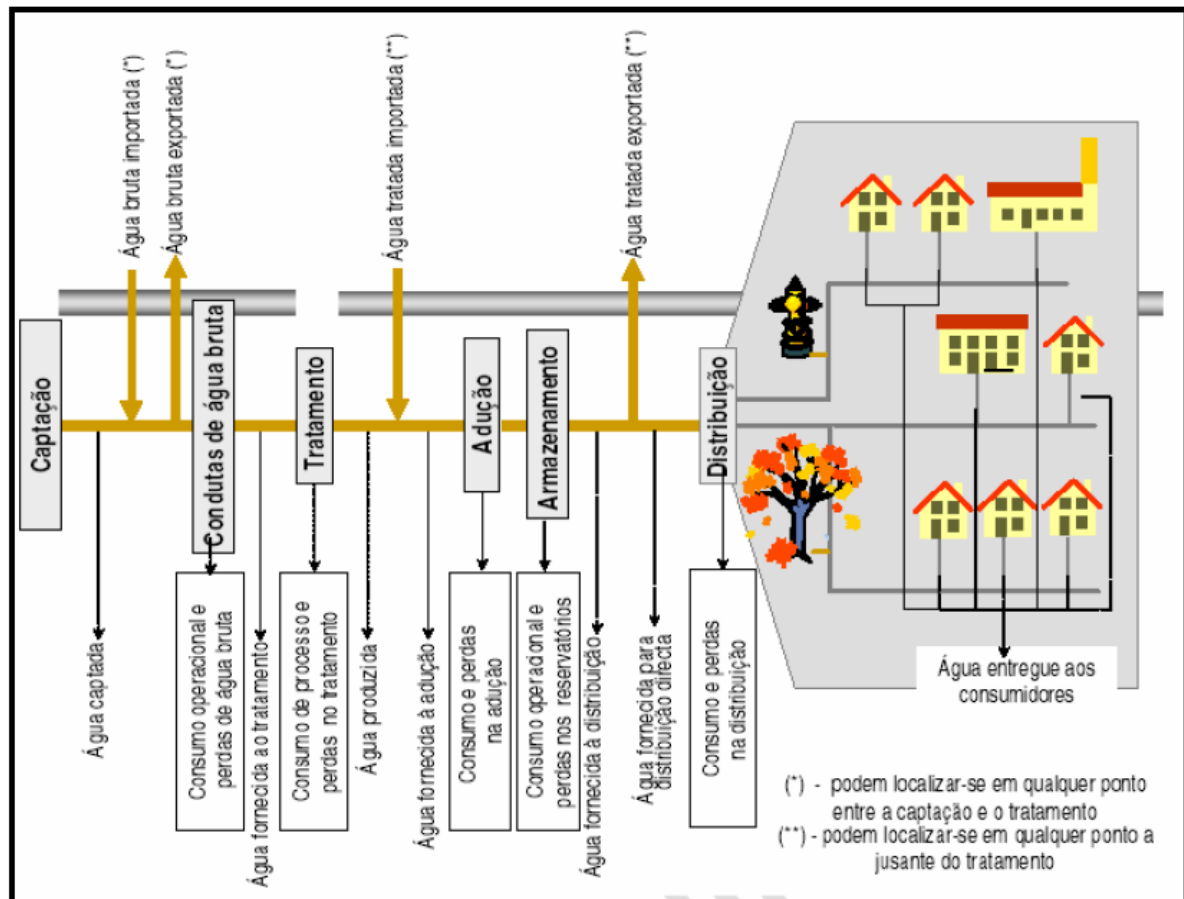 Água bruta importada (*)
Água bruta exportada (*)
Água tratada importada (**)
Água tratada exportada (**)
Captação
Condutas de água bruta
Tratamento
Adução
Armazenamento
Distribuição
Água captada
Consumo operacional e
perdas de água bruta
Água fornecida ao tratamento
Consumo de processo e
perdas no tratamento
Água produzida
Água fornecida à adução
Consumo e perdas
na adução
Consumo operacional e
perdas nos reservatórios
Água fornecida à distribuição
Água fornecida para
distribuição directa
Consumo e perdas
na distribuição
Água entregue aos
consumidores
(*) - podem localizar-se em qualquer ponto
entre a captação e o tratamento
(**) - podem localizar-se em qualquer ponto a
jusante do tratamento